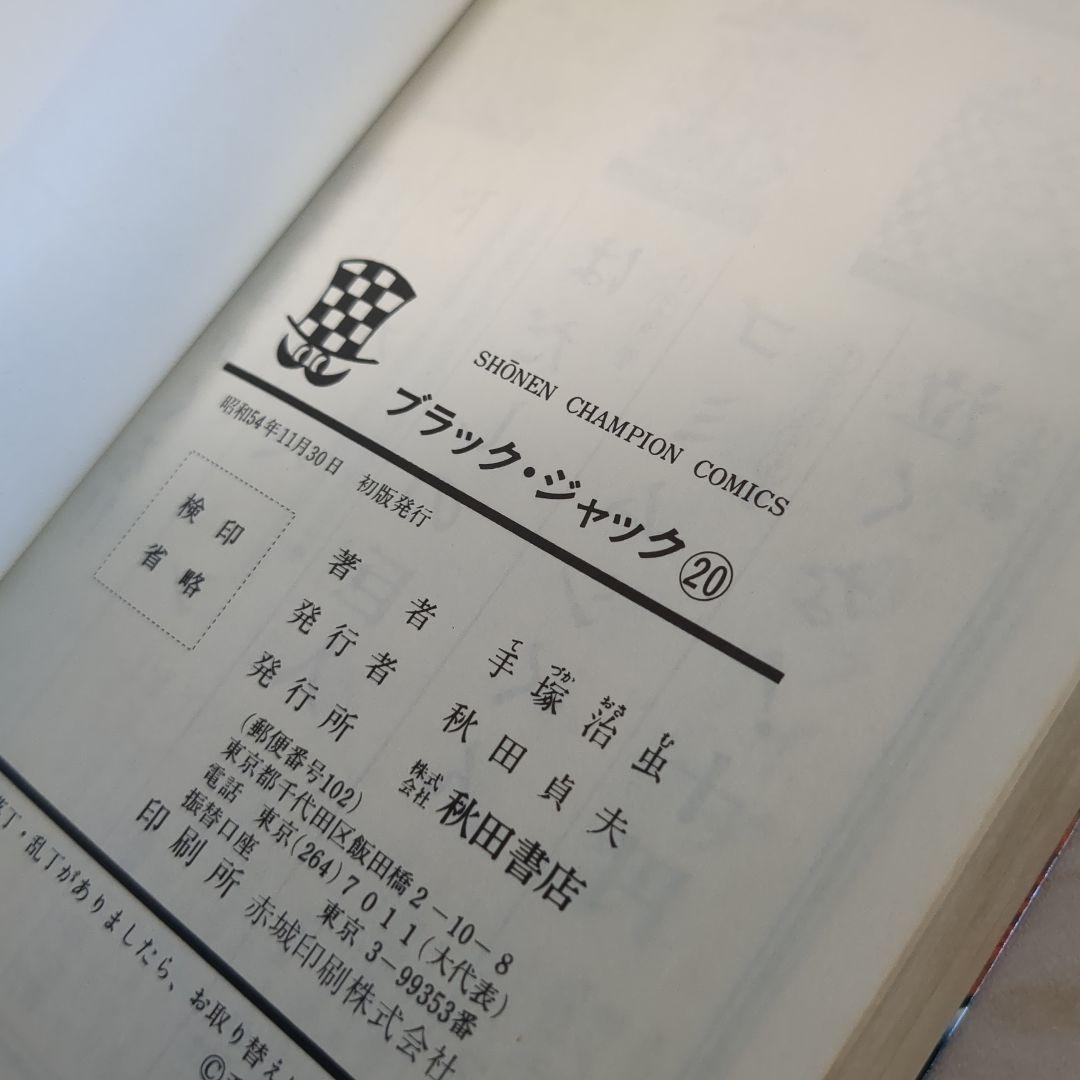 SHŌNEN CHAMPION COMICS
ブラック・ジャック⑳
昭和54年11月30日 初版発行
検印
省略
著者 手塚治虫
てづかおさむ
発行者 秋田貞夫
発行所 株式会社 秋田書店
(郵便番号102)
東京都千代田区飯田橋2-10-8
電話 東京(264)7011(大代表)
振替口座 東京3-99353番
印刷所 赤城印刷株式会社
丁・乱丁がありましたら、お取り替え
©